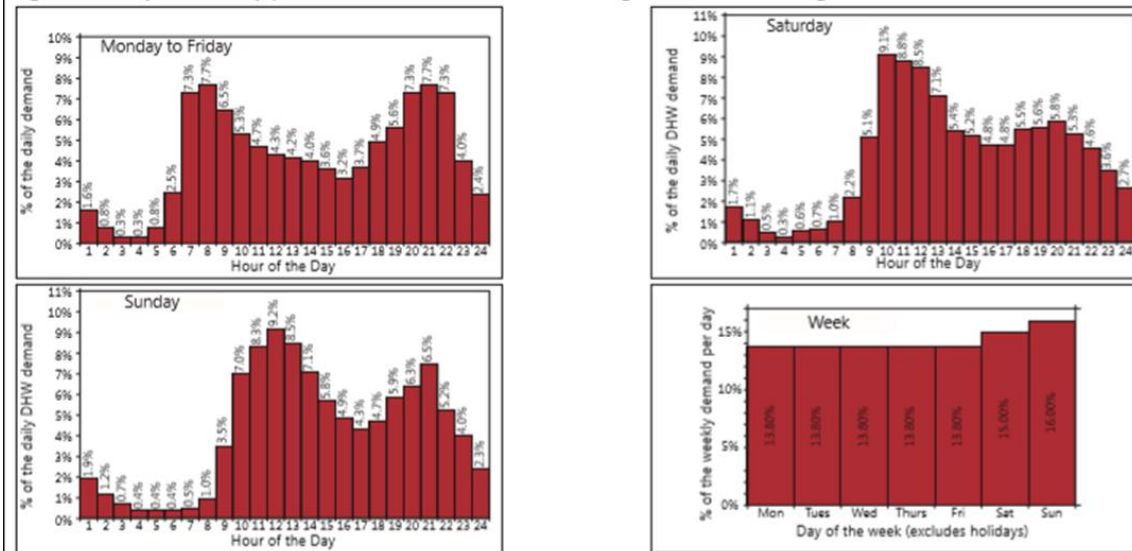 Monday to Friday
% of the daily demand
10%
9%
8%
7%
6%
5%
4%
3%
2%
1%
0%
1.6% 0.8% 0.3% 0.3% 0.8% 2.5% 7.3% 7.7% 6.5% 5.3% 4.7% 4.3% 4.2% 4.0% 3.6% 3.2% 3.7% 4.9% 5.6% 7.3% 7.7% 7.3% 4.0% 2.4%
1 2 3 4 5 6 7 8 9 10 11 12 13 14 15 16 17 18 19 20 21 22 23 24
Hour of the Day
Saturday
% of the daily DHW demand
11%
10%
9%
8%
7%
6%
5%
4%
3%
2%
1%
0%
1.7% 1.1% 0.5% 0.3% 0.6% 0.7% 1.0% 2.2% 5.1% 9.1% 8.8% 8.5% 7.1% 5.4% 5.2% 4.8% 4.8% 5.5% 5.6% 5.8% 5.3% 4.6% 3.6% 2.7%
1 2 3 4 5 6 7 8 9 10 11 12 13 14 15 16 17 18 19 20 21 22 23 24
Hour of the Day
Sunday
% of the daily DHW demand
11%
10%
9%
8%
7%
6%
5%
4%
3%
2%
1%
0%
1.9% 1.2% 0.7% 0.4% 0.4% 0.4% 0.5% 1.0% 3.5% 7.0% 8.3% 9.2% 8.5% 7.1% 5.8% 4.9% 4.3% 4.7% 5.9% 6.3% 6.5% 5.2% 4.0% 2.3%
1 2 3 4 5 6 7 8 9 10 11 12 13 14 15 16 17 18 19 20 21 22 23 24
Hour of the Day
Week
% of the weekly demand per day
15%
10%
5%
0%
13.80% 13.80% 13.80% 13.80% 13.80% 15.00% 16.00%
Mon Tues Wed Thurs Fri Sat Sun
Day of the week (excludes holidays)